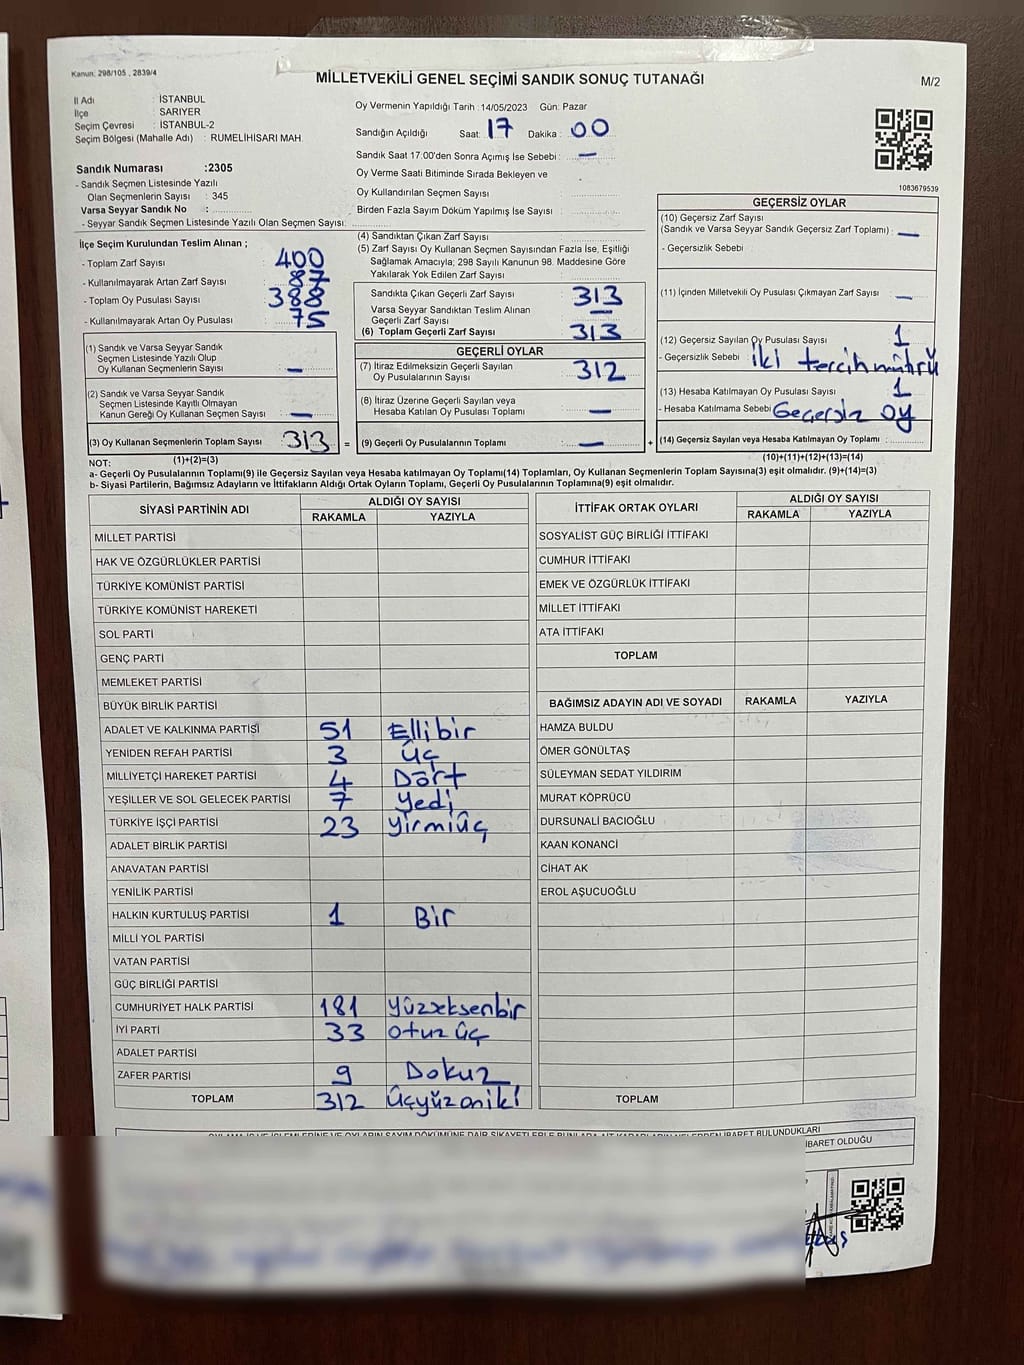 Kanun: 298/105 , 2839/4
MİLLETVEKİLİ GENEL SEÇİMİ SANDIK SONUÇ TUTANAĞI
M/2
İl Adı : İSTANBUL
İlçe : SARIYER
Seçim Çevresi : İSTANBUL-2
Seçim Bölgesi (Mahalle Adı) : RUMELİHİSARI MAH.
Oy Vermenin Yapıldığı Tarih : 14/05/2023 Gün: Pazar
Sandığın Açıldığı Saat: 17 Dakika : 00
Sandık Saat 17:00'den Sonra Açımış İse Sebebi : —
Oy Verme Saati Bitiminde Sırada Bekleyen ve
Oy Kullandırılan Seçmen Sayısı :
Birden Fazla Sayım Döküm Yapılmış İse Sayısı :
1083679539
Sandık Numarası :2305
- Sandık Seçmen Listesinde Yazılı
Olan Seçmenlerin Sayısı : 345
Varsa Seyyar Sandık No :
- Seyyar Sandık Seçmen Listesinde Yazılı Olan Seçmen Sayısı:
İlçe Seçim Kurulundan Teslim Alınan ;
- Toplam Zarf Sayısı : 400
- Kullanılmayarak Artan Zarf Sayısı : 87
- Toplam Oy Pusulası Sayısı : 388
- Kullanılmayarak Artan Oy Pusulası : 75
(1) Sandık ve Varsa Seyyar Sandık
Seçmen Listesinde Yazılı Olup
Oy Kullanan Seçmenlerin Sayısı : —
(2) Sandık ve Varsa Seyyar Sandık
Seçmen Listesinde Kayıtlı Olmayan
Kanun Gereği Oy Kullanan Seçmen Sayısı : —
(3) Oy Kullanan Seçmenlerin Toplam Sayısı : 313 =
(1)+(2)=(3)
(4) Sandıktan Çıkan Zarf Sayısı :
(5) Zarf Sayısı Oy Kullanan Seçmen Sayısından Fazla İse, Eşitliği
Sağlamak Amacıyla; 298 Sayılı Kanunun 98. Maddesine Göre
Yakılarak Yok Edilen Zarf Sayısı :
Sandıkta Çıkan Geçerli Zarf Sayısı : 313
Varsa Seyyar Sandıktan Teslim Alınan
Geçerli Zarf Sayısı : —
(6) Toplam Geçerli Zarf Sayısı : 313
GEÇERLİ OYLAR
(7) İtiraz Edilmeksizin Geçerli Sayılan
Oy Pusulalarının Sayısı : 312
(8) İtiraz Üzerine Geçerli Sayılan veya
Hesaba Katılan Oy Pusulası Toplamı : —
(9) Geçerli Oy Pusulalarının Toplamı : — +
GEÇERSİZ OYLAR
(10) Geçersiz Zarf Sayısı
(Sandık ve Varsa Seyyar Sandık Geçersiz Zarf Toplamı) : —
- Geçersizlik Sebebi :
(11) İçinden Milletvekili Oy Pusulası Çıkmayan Zarf Sayısı : —
(12) Geçersiz Sayılan Oy Pusulası Sayısı : 1
- Geçersizlik Sebebi : İki tercih mührü
(13) Hesaba Katılmayan Oy Pusulası Sayısı : 1
- Hesaba Katılmama Sebebi : Geçersiz oy
(14) Geçersiz Sayılan veya Hesaba Katılmayan Oy Toplamı :
(10)+(11)+(12)+(13)=(14)
NOT:
a- Geçerli Oy Pusulalarının Toplamı(9) ile Geçersiz Sayılan veya Hesaba katılmayan Oy Toplamı(14) Toplamları, Oy Kullanan Seçmenlerin Toplam Sayısına(3) eşit olmalıdır. (9)+(14)=(3)
b- Siyasi Partilerin, Bağımsız Adayların ve İttifakların Aldığı Ortak Oyların Toplamı, Geçerli Oy Pusulalarının Toplamına(9) eşit olmalıdır.
SİYASİ PARTİNİN ADI ALDIĞI OY SAYISI
RAKAMLA YAZIYLA
MİLLET PARTİSİ
HAK VE ÖZGÜRLÜKLER PARTİSİ
TÜRKİYE KOMÜNİST PARTİSİ
TÜRKİYE KOMÜNİST HAREKETİ
SOL PARTİ
GENÇ PARTİ
MEMLEKET PARTİSİ
BÜYÜK BİRLİK PARTİSİ
ADALET VE KALKINMA PARTİSİ 51 Ellibir
YENİDEN REFAH PARTİSİ 3 üç
MİLLİYETÇİ HAREKET PARTİSİ 4 Dört
YEŞİLLER VE SOL GELECEK PARTİSİ 7 Yedi
TÜRKİYE İŞÇİ PARTİSİ 23 yirmiüç
ADALET BİRLİK PARTİSİ
ANAVATAN PARTİSİ
YENİLİK PARTİSİ
HALKIN KURTULUŞ PARTİSİ 1 Bir
MİLLİ YOL PARTİSİ
VATAN PARTİSİ
GÜÇ BİRLİĞİ PARTİSİ
CUMHURİYET HALK PARTİSİ 181 yüzseksenbir
İYİ PARTİ 33 otuz üç
ADALET PARTİSİ
ZAFER PARTİSİ 9 Dokuz
TOPLAM 312 üçyüzoniki
İTTİFAK ORTAK OYLARI ALDIĞI OY SAYISI
RAKAMLA YAZIYLA
SOSYALİST GÜÇ BİRLİĞİ İTTİFAKI
CUMHUR İTTİFAKI
EMEK VE ÖZGÜRLÜK İTTİFAKI
MİLLET İTTİFAKI
ATA İTTİFAKI
TOPLAM
BAĞIMSIZ ADAYIN ADI VE SOYADI RAKAMLA YAZIYLA
HAMZA BULDU
ÖMER GÖNÜLTAŞ
SÜLEYMAN SEDAT YILDIRIM
MURAT KÖPRÜCÜ
DURSUNALİ BACIOĞLU
KAAN KONANCİ
CİHAT AK
EROL AŞUCUOĞLU
TOPLAM
İBARET BULUNDUKLARI
İBARET OLDUĞU